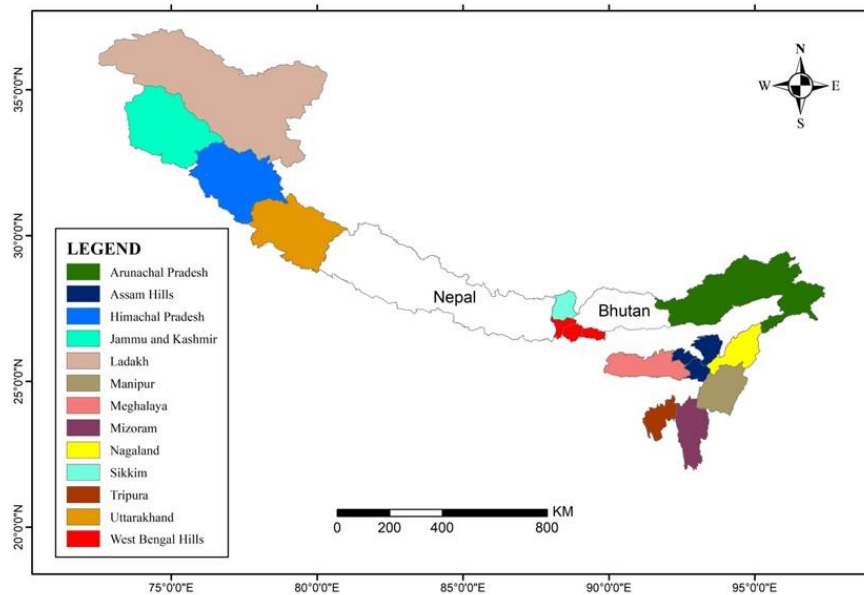 N
W E
S
35°0'0"N
30°0'0"N
25°0'0"N
20°0'0"N
Nepal
Bhutan
LEGEND
Arunachal Pradesh
Assam Hills
Himachal Pradesh
Jammu and Kashmir
Ladakh
Manipur
Meghalaya
Mizoram
Nagaland
Sikkim
Tripura
Uttarakhand
West Bengal Hills
KM
0 200 400 800
75°0'0"E 80°0'0"E 85°0'0"E 90°0'0"E 95°0'0"E